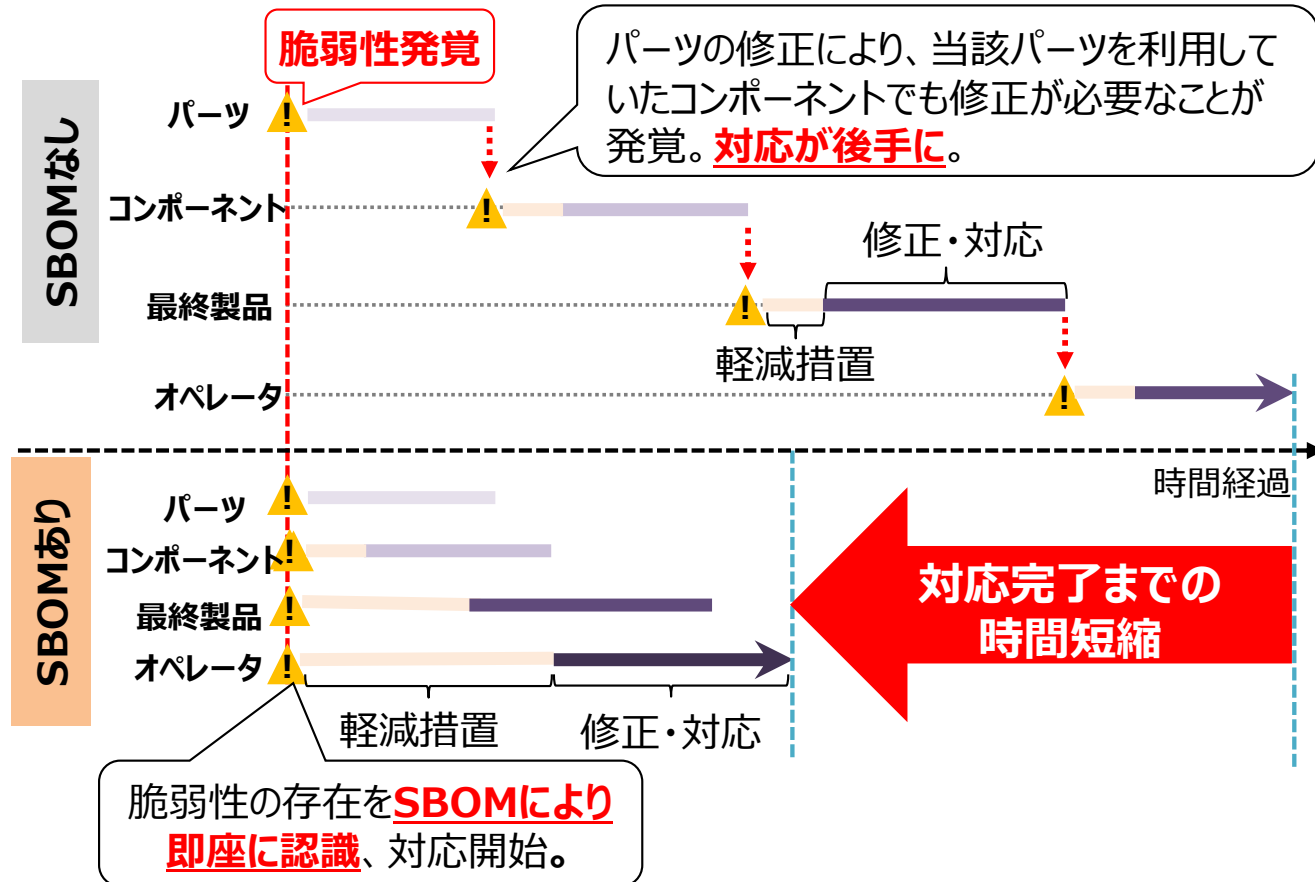 脆弱性発覚
パーツの修正により、当該パーツを利用して
いたコンポーネントでも修正が必要なことが
発覚。対応が後手に。
SBOMなし
パーツ
!
コンポーネント
!
修正・対応
最終製品
!
軽減措置
オペレータ
!
時間経過
SBOMあり
パーツ
!
コンポーネント
!
最終製品
!
オペレータ
!
対応完了までの
時間短縮
軽減措置
修正・対応
脆弱性の存在をSBOMにより
即座に認識、対応開始。